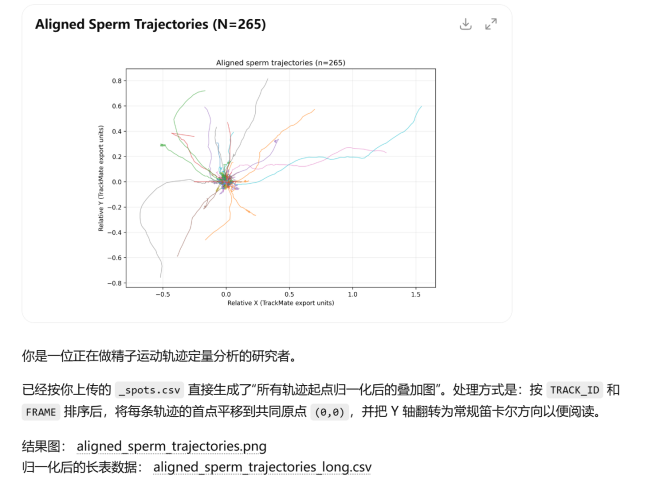 Aligned Sperm Trajectories (N=265)
Aligned sperm trajectories (n=265)
0.8
0.6
0.4
0.2
0.0
−0.2
−0.4
−0.6
−0.8
Relative Y (TrackMate export units)
−0.5
0.0
0.5
1.0
1.5
Relative X (TrackMate export units)
你是一位正在做精子运动轨迹定量分析的研究者。
已经按你上传的 _spots.csv 直接生成了“所有轨迹起点归一化后的叠加图”。处理方式是：按 TRACK_ID 和
FRAME 排序后，将每条轨迹的首点平移到共同原点 (0,0)，并把 Y 轴翻转为常规笛卡尔方向以便阅读。
结果图： aligned_sperm_trajectories.png
归一化后的长表数据： aligned_sperm_trajectories_long.csv